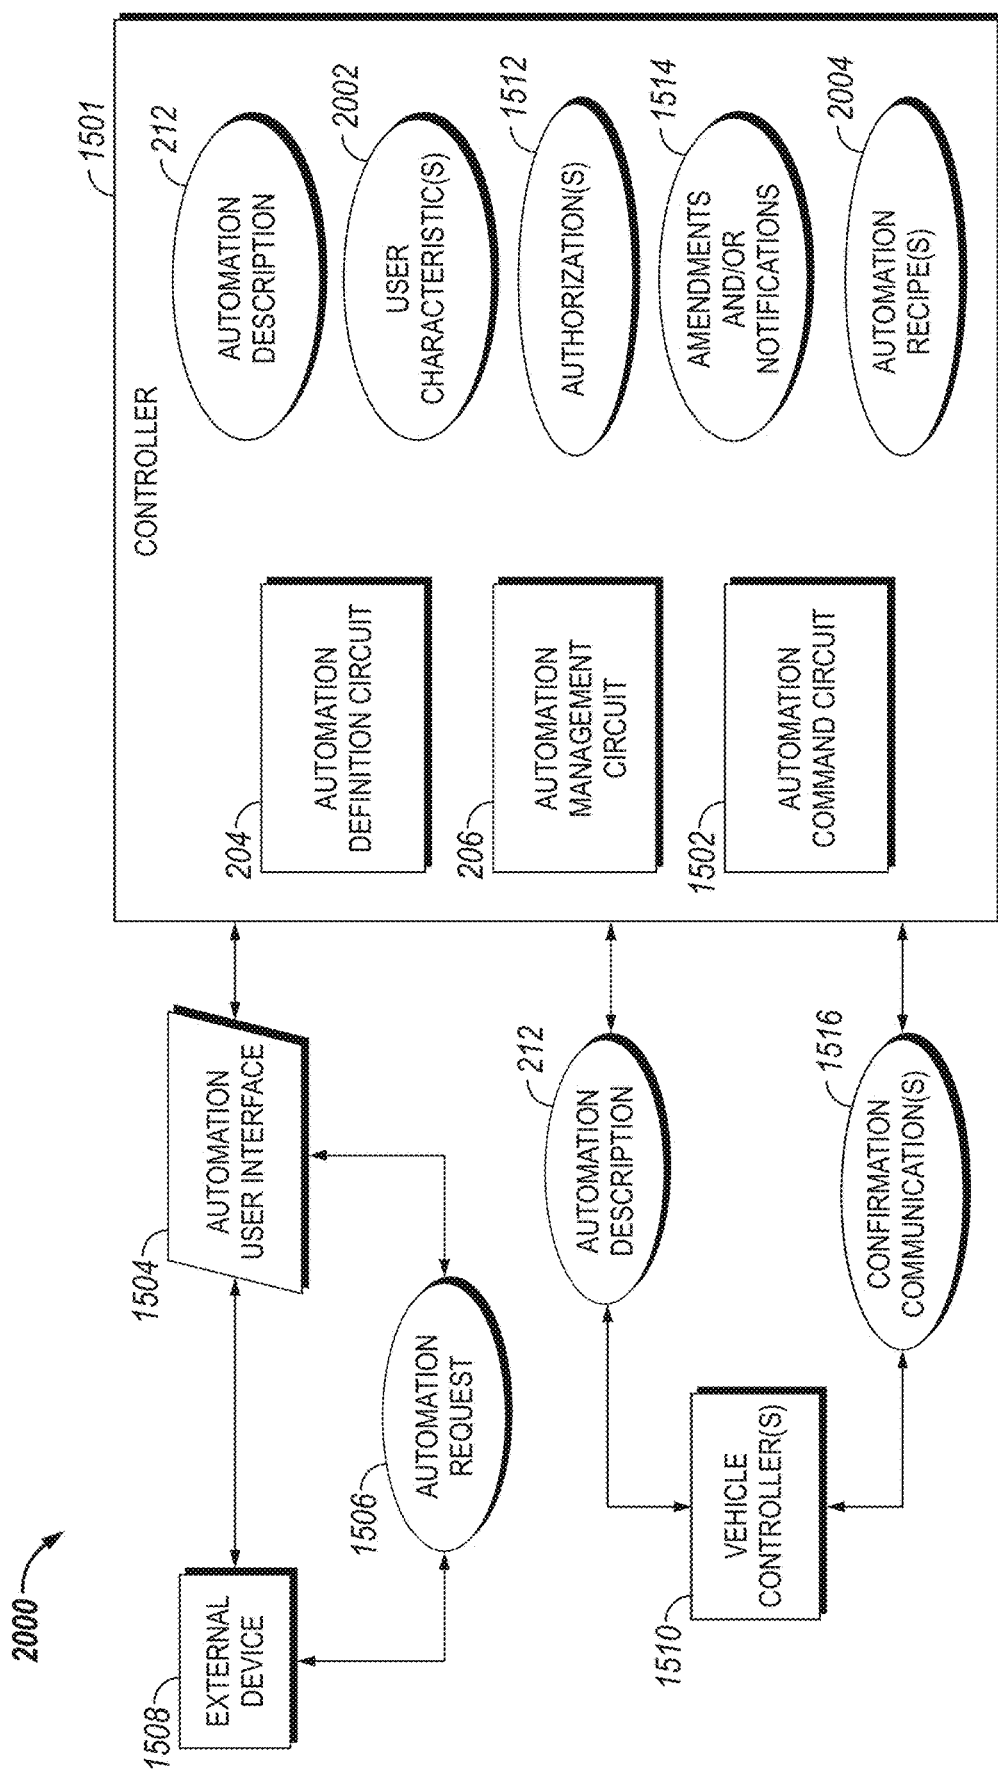 2000
1501
CONTROLLER
1508
EXTERNAL
DEVICE
1504
AUTOMATION
USER INTERFACE
1506
AUTOMATION
REQUEST
204
AUTOMATION
DEFINITION CIRCUIT
212
AUTOMATION
DESCRIPTION
2002
USER
CHARACTERISTIC(S)
206
AUTOMATION
MANAGEMENT
CIRCUIT
1512
AUTHORIZATION(S)
212
AUTOMATION
DESCRIPTION
1510
VEHICLE
CONTROLLER(S)
1514
AMENDMENTS
AND/OR
NOTIFICATIONS
1502
AUTOMATION
COMMAND CIRCUIT
1516
CONFIRMATION
COMMUNICATION(S)
2004
AUTOMATION
RECIPE(S)